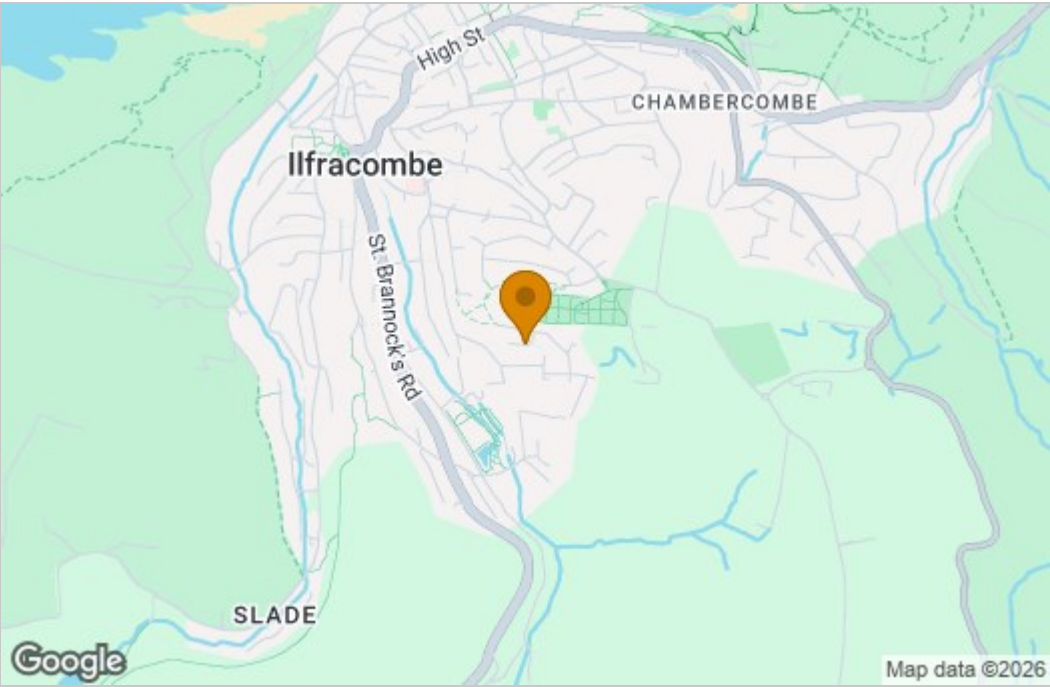 High St
CHAMBERCOMBE
Ilfracombe
St. Brannock's Rd
SLADE
Google
Map data ©2026